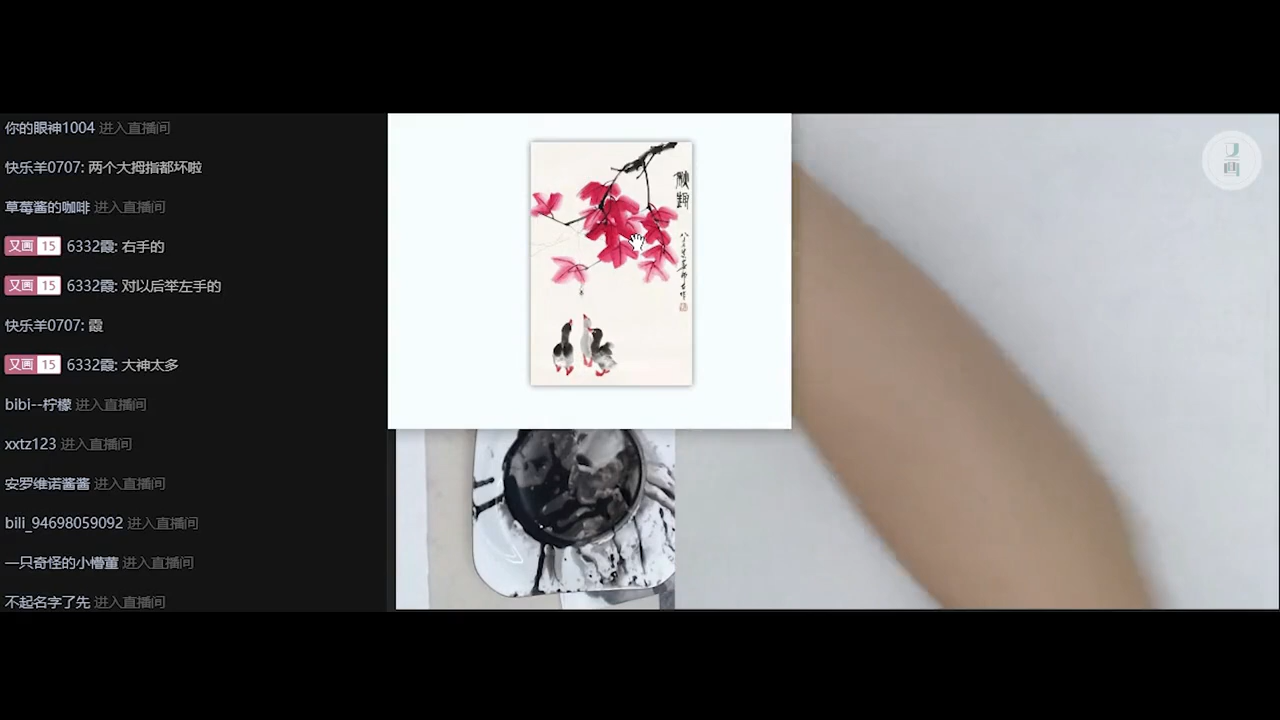 你的眼神1004 进入直播间
快乐羊0707: 两个大拇指都坏啦
草莓酱的咖啡 进入直播间
又画 15 6332霞: 右手的
又画 15 6332霞: 对以后举左手的
快乐羊0707: 霞
又画 15 6332霞: 大神太多
bibi--柠檬 进入直播间
xxtz123 进入直播间
安罗维诺酱酱 进入直播间
bili_94698059092 进入直播间
一只奇怪的小懵董 进入直播间
不起名字了先 进入直播间
又画